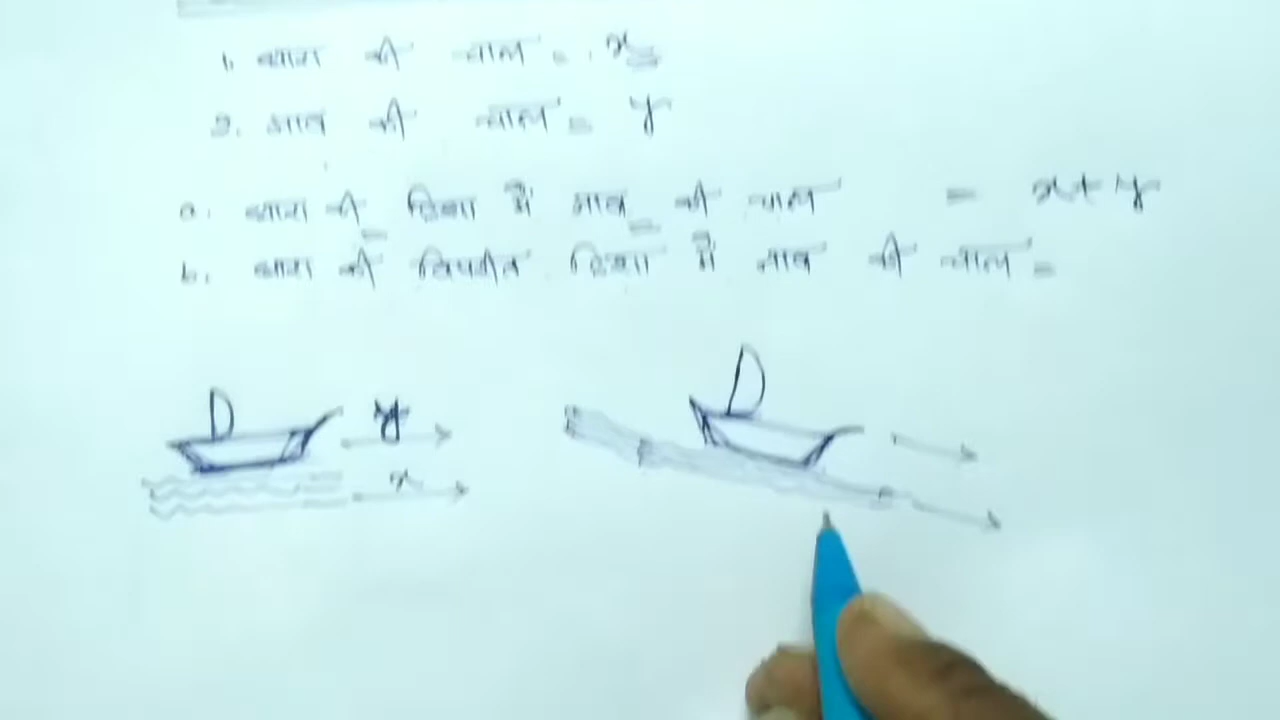 1. धारा की चाल = x
2. नाव की चाल = y
a. धारा की दिशा में नाव की चाल = x + y
b. धारा की विपरीत दिशा में नाव की चाल =
y
x